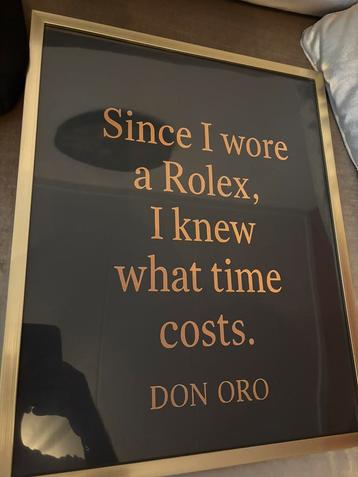 Since I wore
a Rolex,
I knew
what time
costs.
DON ORO